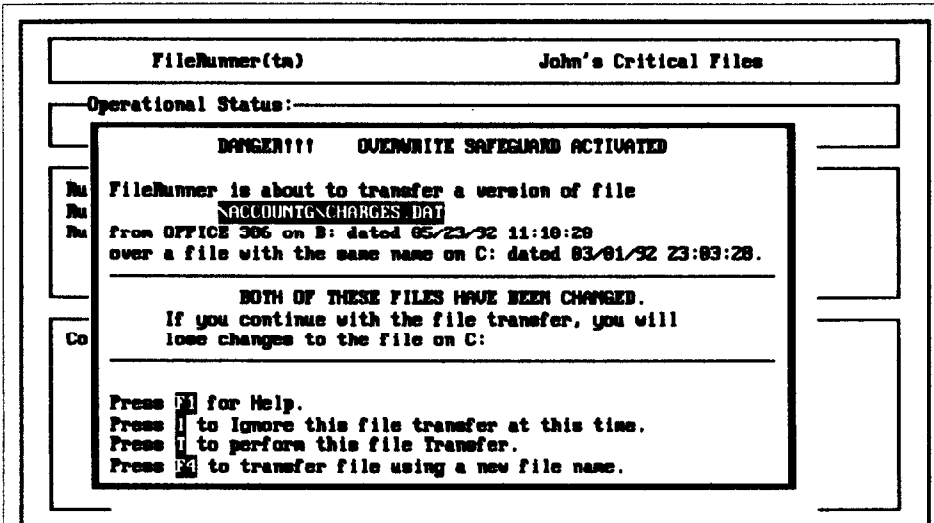 FileRunner(tm) John's Critical Files
Operational Status:
DANGER!!! OVERWRITE SAFEGUARD ACTIVATED
Ru FileRunner is about to transfer a version of file
Ru \ACCOUNTG\CHARGES.DAT
Ru from OFFICE 386 on B: dated 05/23/92 11:10:20
over a file with the same name on C: dated 03/01/92 23:03:28.
BOTH OF THESE FILES HAVE BEEN CHANGED.
If you continue with the file transfer, you will
Co lose changes to the file on C:
Press F1 for Help.
Press I to Ignore this file transfer at this time.
Press T to perform this file Transfer.
Press F4 to transfer file using a new file name.